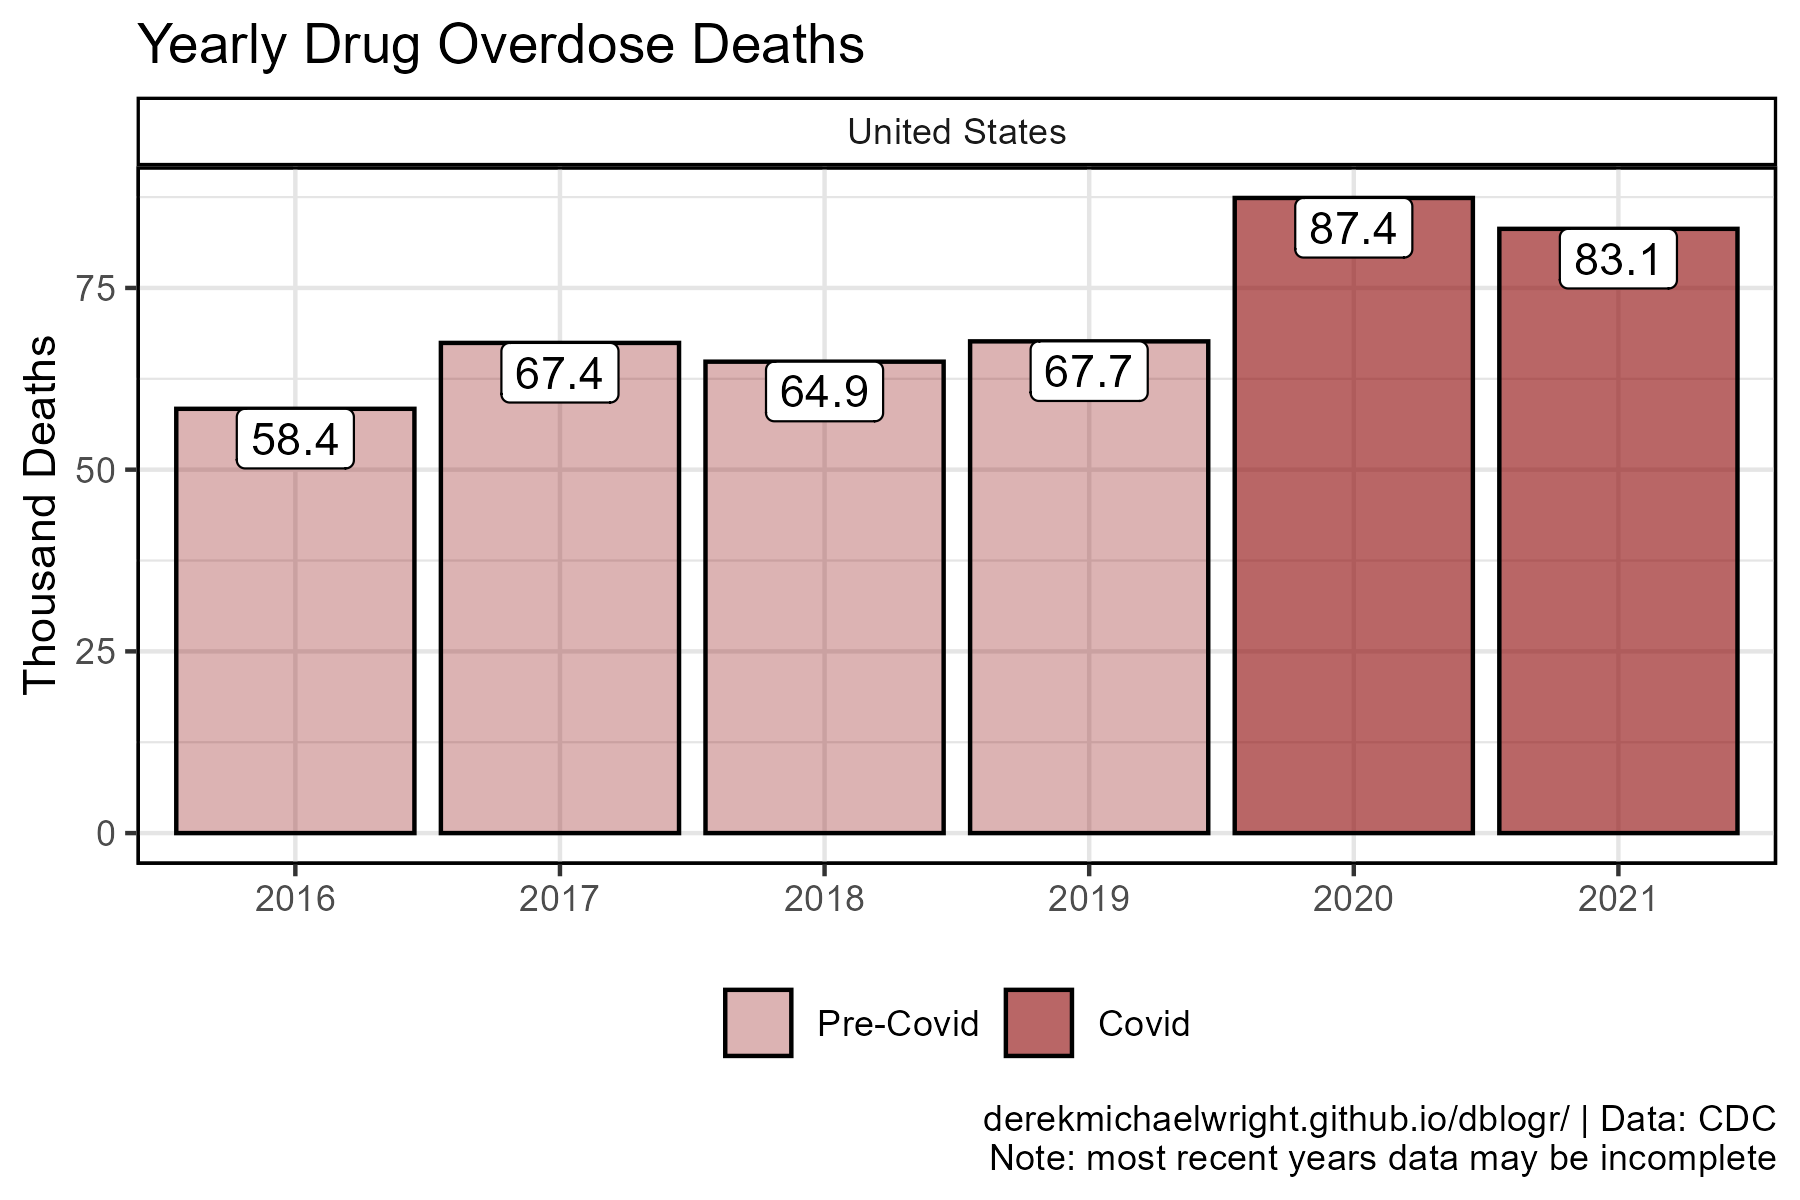 Yearly Drug Overdose Deaths
United States
Thousand Deaths
75
50
25
0
58.4
67.4
64.9
67.7
87.4
83.1
2016
2017
2018
2019
2020
2021
Pre-Covid
Covid
derekmichaelwright.github.io/dblogr/ | Data: CDC
Note: most recent years data may be incomplete